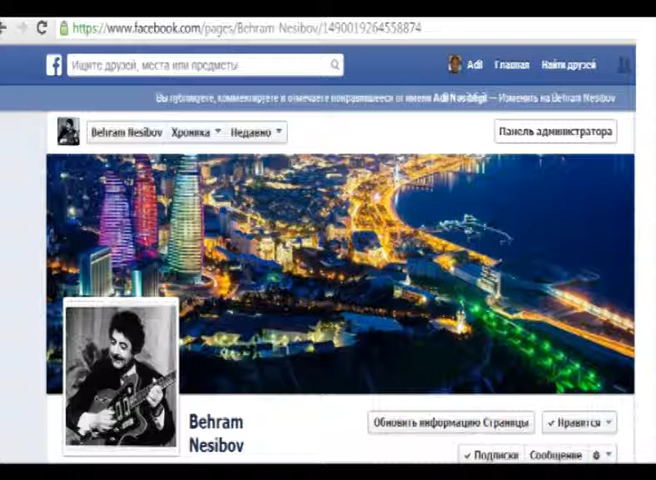 https://www.facebook.com/pages/Behram-Nesibov/1490019264558874
f Ищите друзей, места или предметы Adil Главная Найти друзей
Вы публикуете, комментируете и отмечаете понравившееся от имени Adil — Изменить на Behram Nesibov
Behram Nesibov Хроника Недавно Панель администратора
Behram
Nesibov
Обновить информацию Страницы ✓ Нравится
✓ Подписки Сообщение